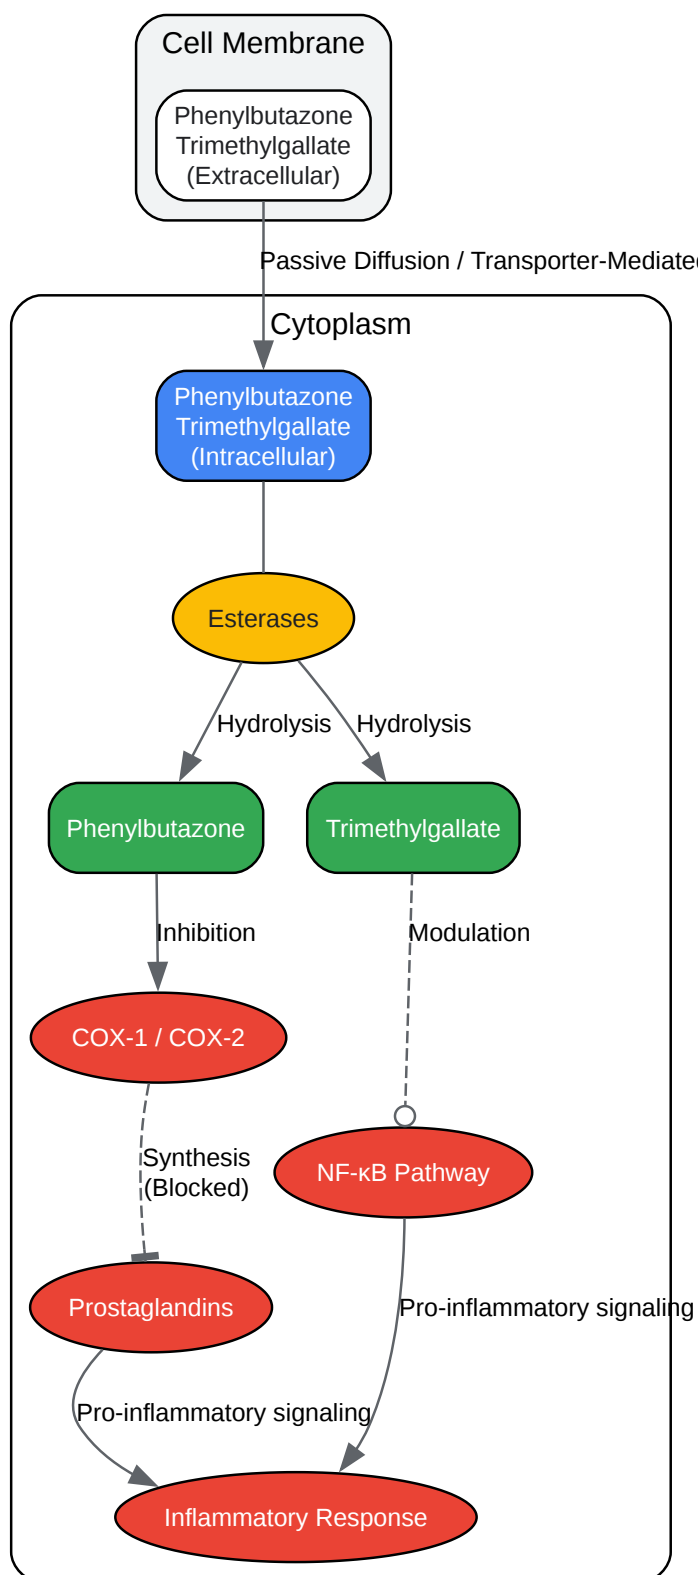 Cell Membrane
Phenylbutazone
Trimethylgallate
(Extracellular)
Passive Diffusion / Transporter-Mediated
Cytoplasm
Phenylbutazone
Trimethylgallate
(Intracellular)
Esterases
Hydrolysis
Hydrolysis
Phenylbutazone
Trimethylgallate
Inhibition
Modulation
COX-1 / COX-2
Synthesis
(Blocked)
NF-κB Pathway
Prostaglandins
Pro-inflammatory signaling
Pro-inflammatory signaling
Inflammatory Response